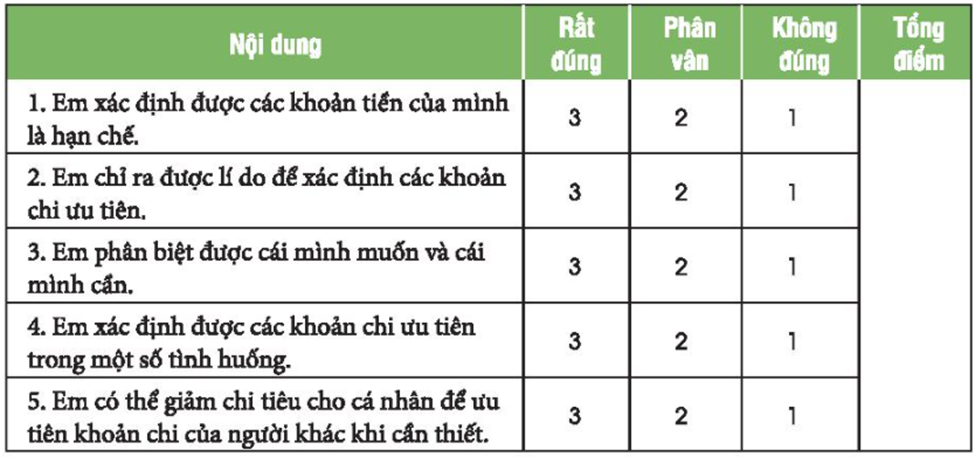 Nội dung
Rất đúng
Phân vân
Không đúng
Tổng điểm
1. Em xác định được các khoản tiền của mình
là hạn chế.
3 2 1
2. Em chỉ ra được lí do để xác định các khoản
chi ưu tiên.
3 2 1
3. Em phân biệt được cái mình muốn và cái
mình cần.
3 2 1
4. Em xác định được các khoản chi ưu tiên
trong một số tình huống.
3 2 1
5. Em có thể giảm chi tiêu cho cá nhân để ưu
tiên khoản chi của người khác khi cần thiết.
3 2 1